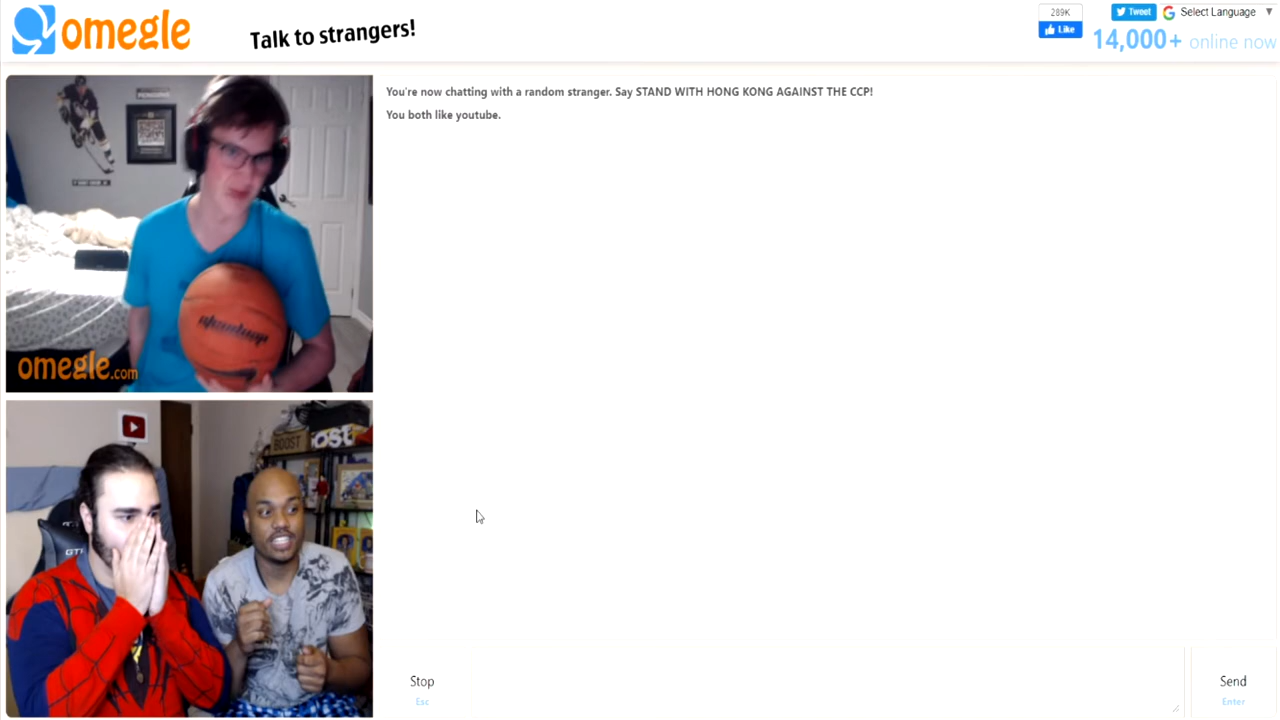 omegle
Talk to strangers!
289K
Like
Tweet
Select Language
14,000+ online now
You're now chatting with a random stranger. Say STAND WITH HONG KONG AGAINST THE CCP!
You both like youtube.
omegle.com
BOOST
Stop
Esc
Send
Enter